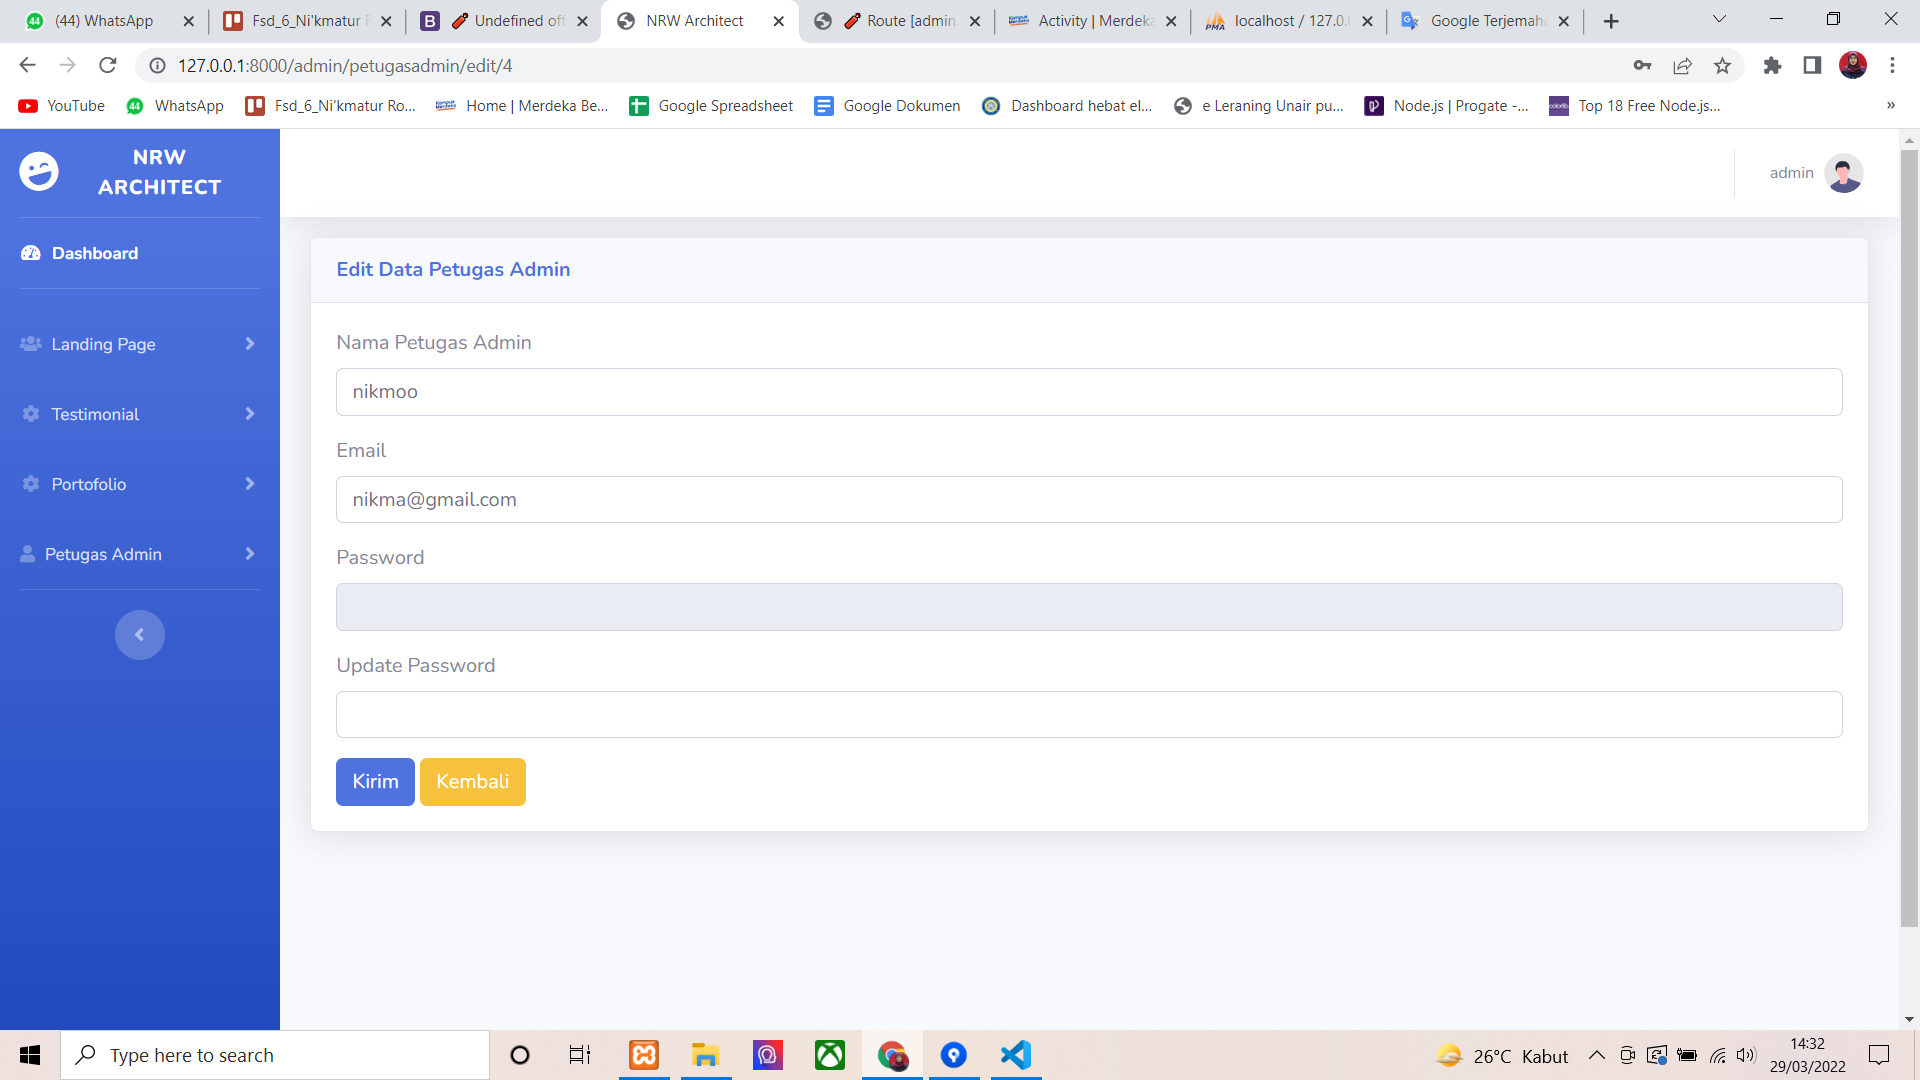 (44) WhatsApp
Fsd_6_Ni'kmatur
Undefined off
NRW Architect
Route [admin.
Activity | Merdeka
localhost / 127.0.0
Google Terjemah
127.0.0.1:8000/admin/petugasadmin/edit/4
YouTube
WhatsApp
Fsd_6_Ni'kmatur Ro...
Home | Merdeka Be...
Google Spreadsheet
Google Dokumen
Dashboard hebat el...
e Leraning Unair pu...
Node.js | Progate -...
Top 18 Free Node.js...
»
NRW
ARCHITECT
admin
Dashboard
Landing Page
Testimonial
Portofolio
Petugas Admin
Edit Data Petugas Admin
Nama Petugas Admin
nikmoo
Email
nikma@gmail.com
Password
Update Password
Kirim
Kembali
Type here to search
26°C Kabut
14:32
29/03/2022